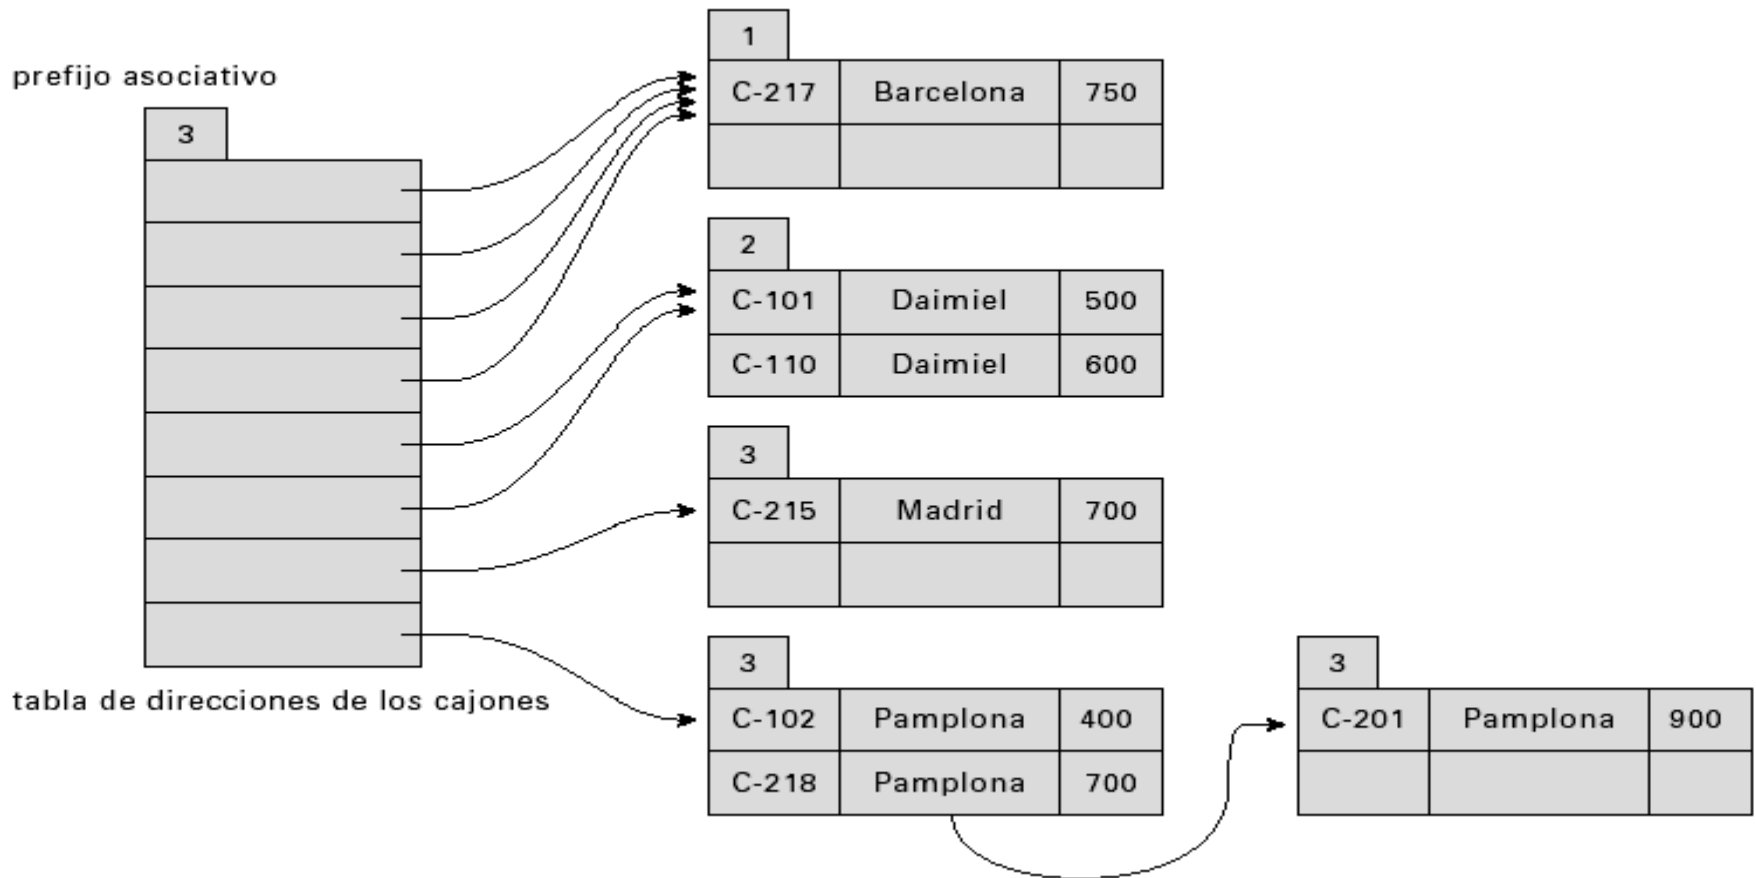 prefijo asociativo
3
tabla de direcciones de los cajones
1
C-217 Barcelona 750
2
C-101 Daimiel 500
C-110 Daimiel 600
3
C-215 Madrid 700
3
C-102 Pamplona 400
C-218 Pamplona 700
3
C-201 Pamplona 900